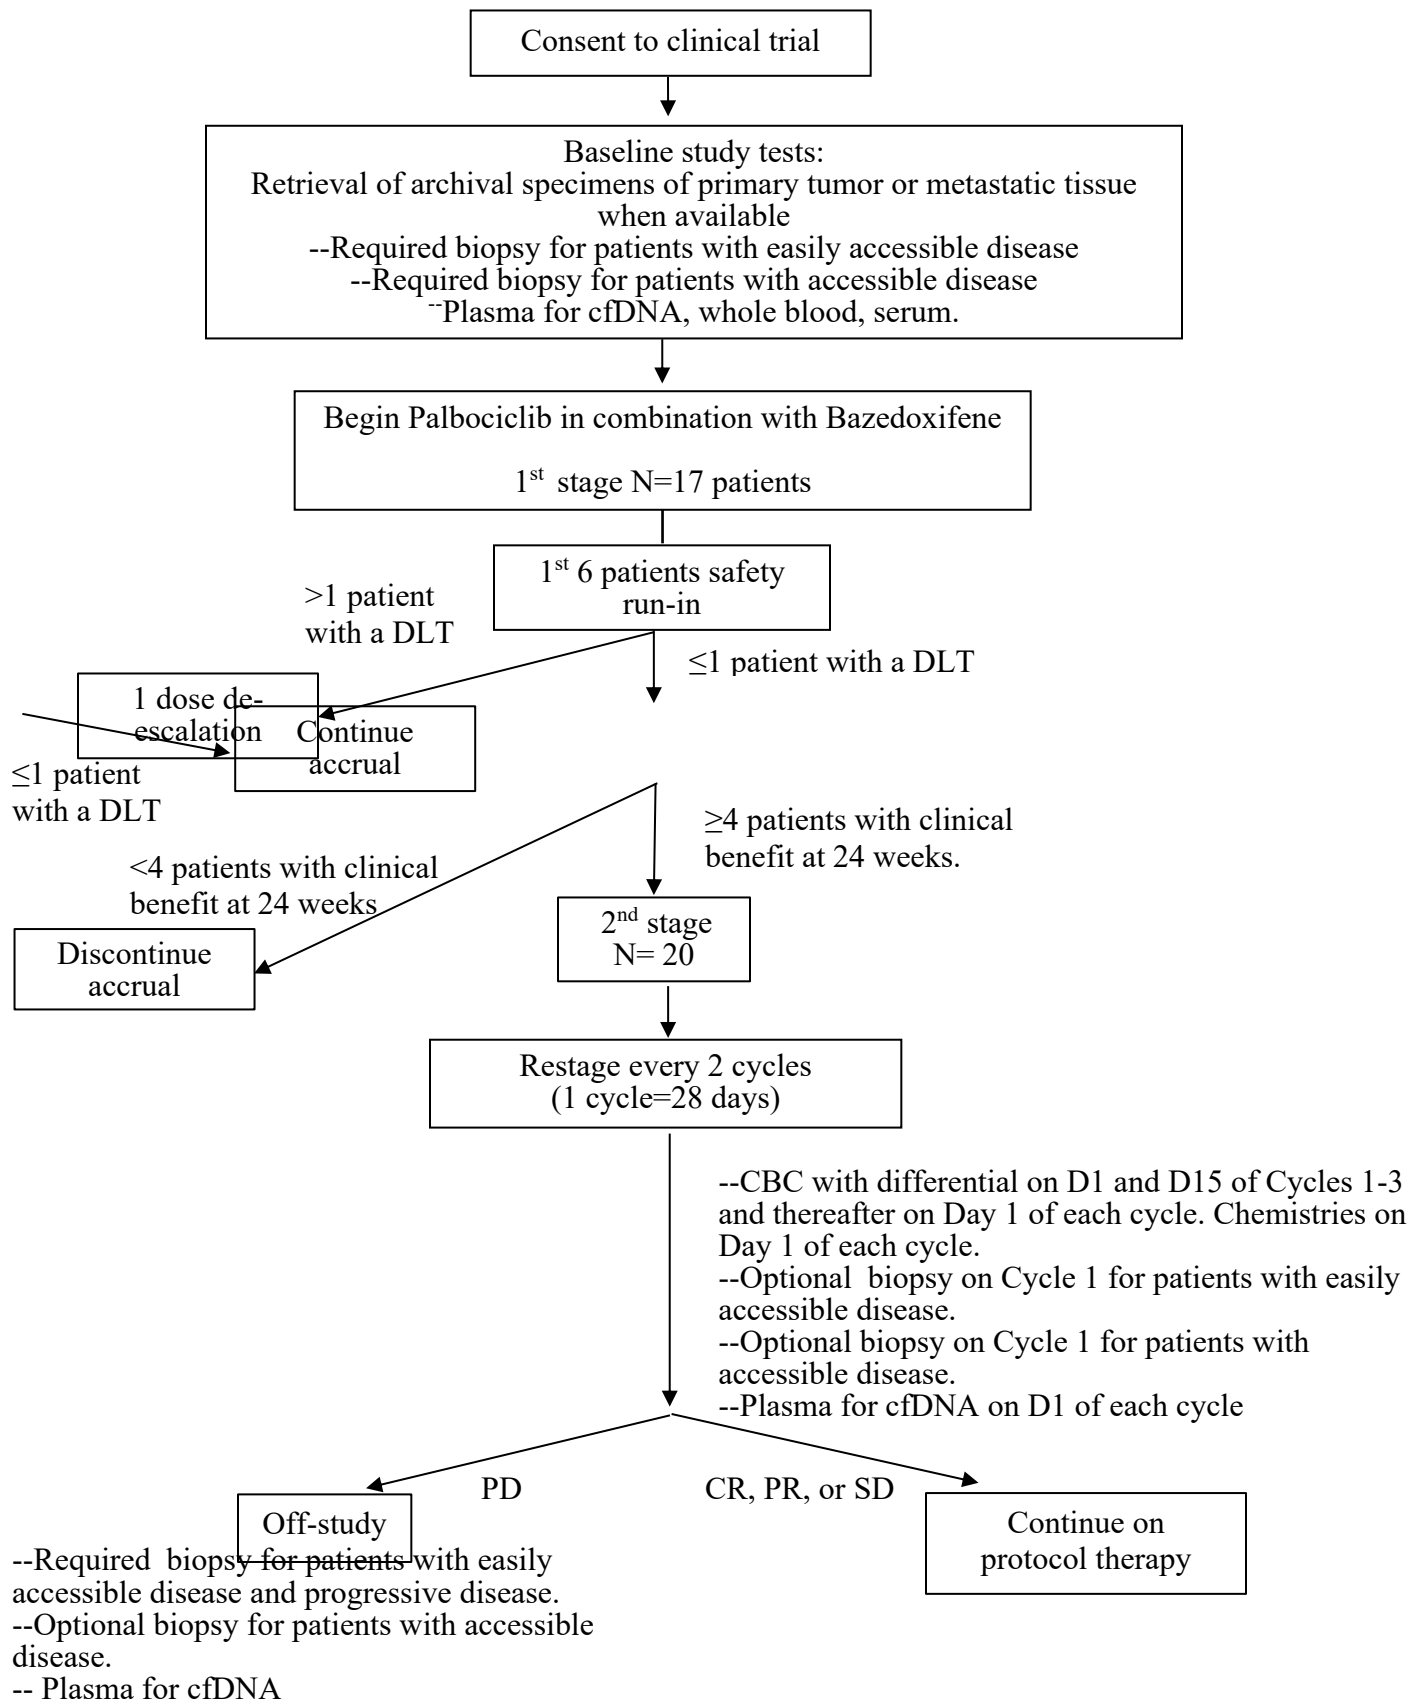 Consent to clinical trial
Baseline study tests:
Retrieval of archival specimens of primary tumor or metastatic tissue
when available
--Required biopsy for patients with easily accessible disease
--Required biopsy for patients with accessible disease
--Plasma for cfDNA, whole blood, serum.
Begin Palbociclib in combination with Bazedoxifene
1st stage N=17 patients
1st 6 patients safety
run-in
>1 patient
with a DLT
≤1 patient with a DLT
1 dose de-
escalation
Continue
accrual
≤1 patient
with a DLT
≥4 patients with clinical
benefit at 24 weeks.
<4 patients with clinical
benefit at 24 weeks
2nd stage
N= 20
Discontinue
accrual
Restage every 2 cycles
(1 cycle=28 days)
--CBC with differential on D1 and D15 of Cycles 1-3
and thereafter on Day 1 of each cycle. Chemistries on
Day 1 of each cycle.
--Optional  biopsy on Cycle 1 for patients with easily
accessible disease.
--Optional biopsy on Cycle 1 for patients with
accessible disease.
--Plasma for cfDNA on D1 of each cycle
PD
CR, PR, or SD
Off-study
Continue on
protocol therapy
--Required  biopsy for patients with easily
accessible disease and progressive disease.
--Optional biopsy for patients with accessible
disease.
-- Plasma for cfDNA